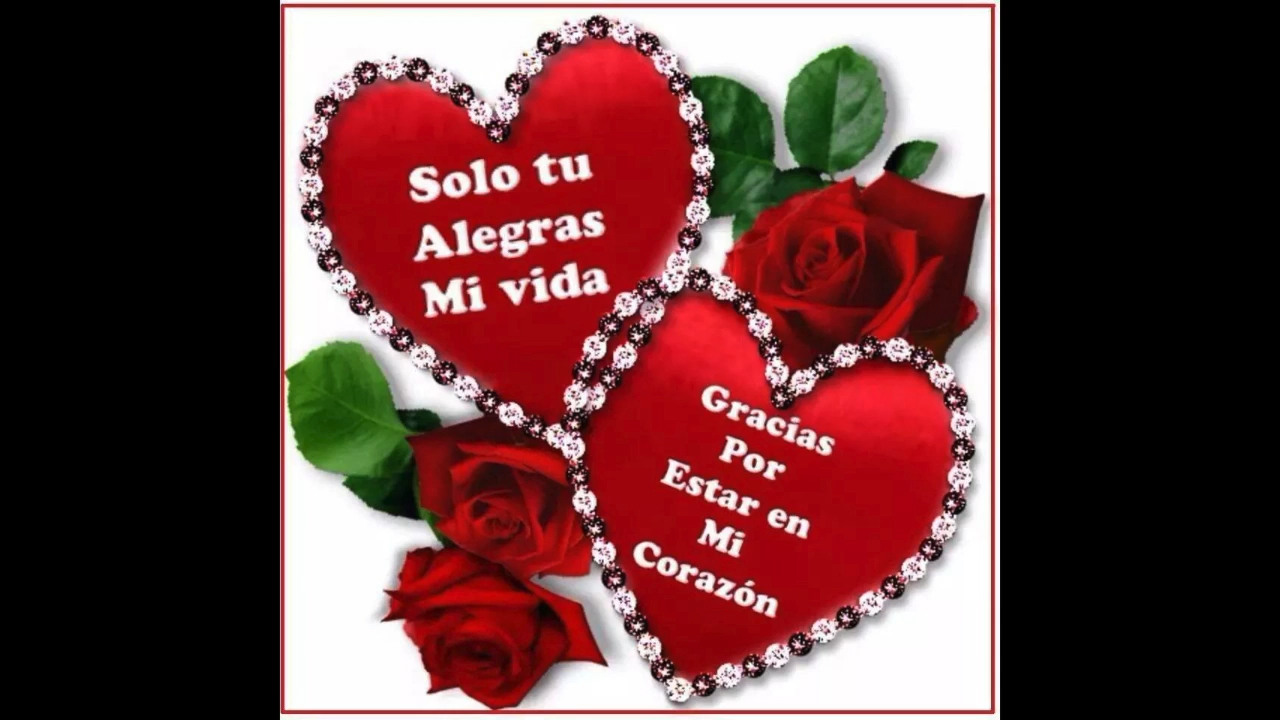 Solo tu
Alegras
Mi vida
Gracias
Por
Estar en
Mi
Corazón